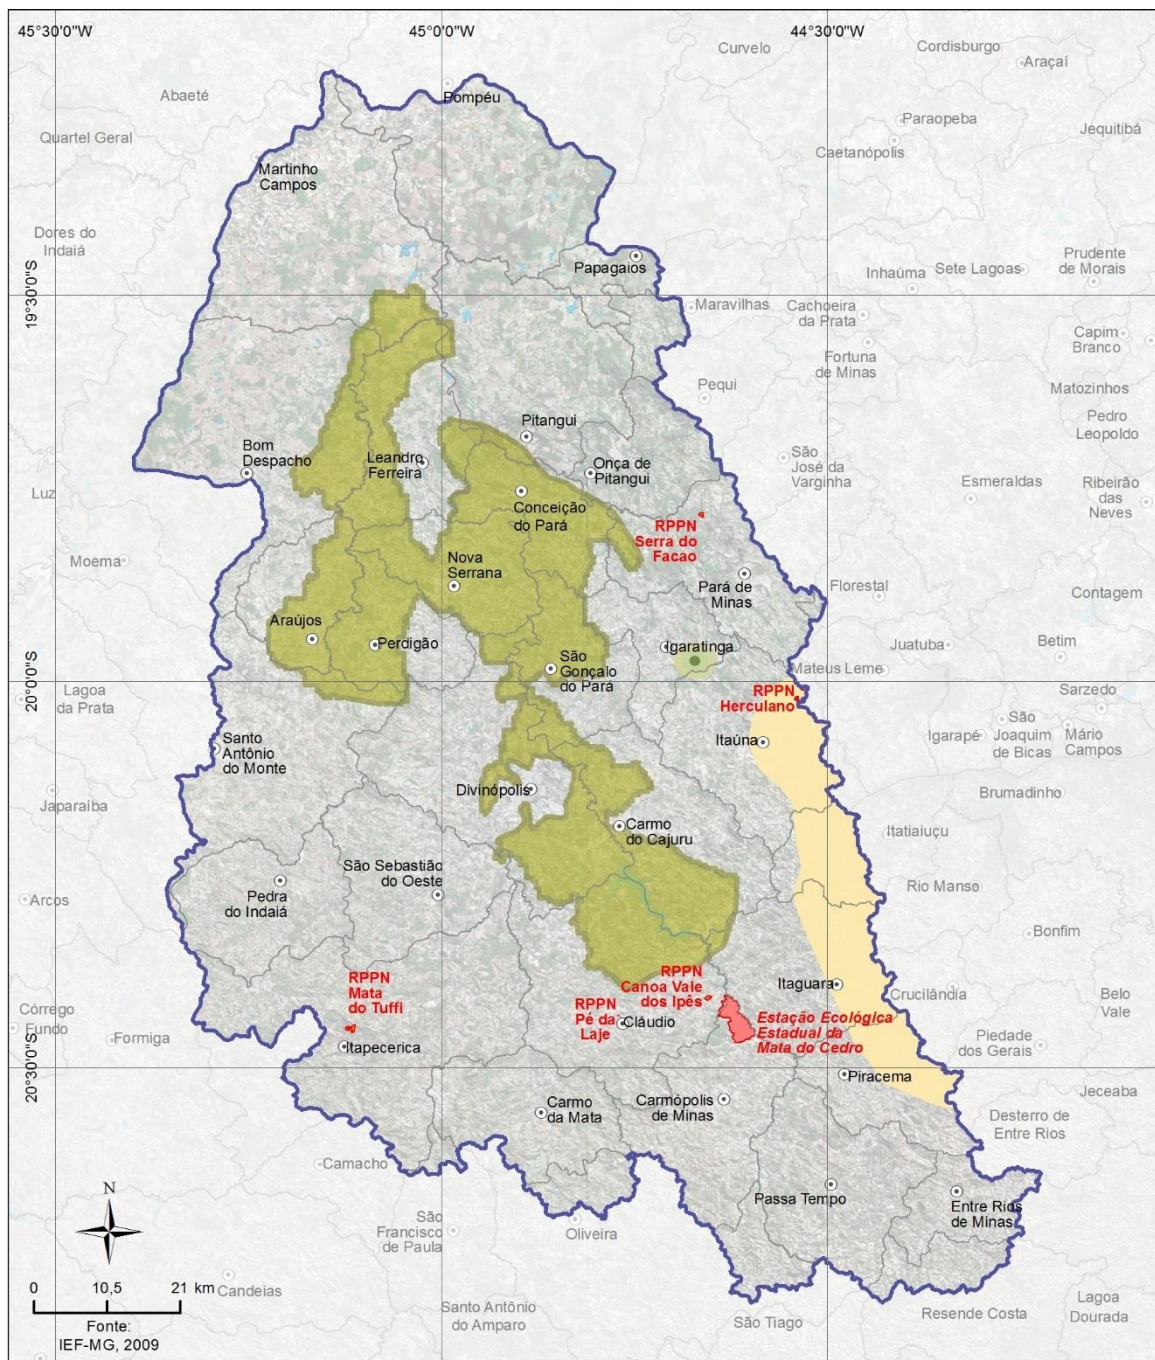 45°30'0"W
45°0'0"W
44°30'0"W
Curvelo
Cordisburgo
Araçaí
Abaeté
Pompéu
Paraopeba
Jequitibá
Quartel Geral
Caetanópolis
Martinho
Campos
Dores do
Indaiá
Papagaios
Inhaúma
Sete Lagoas
Prudente
de Morais
19°30'0"S
Maravilhas
Cachoeira
da Prata
Capim
Branco
Fortuna
de Minas
Pequi
Matozinhos
Pedro
Leopoldo
Pitangui
Bom
Despacho
Leandro
Ferreira
Onça de
Pitangui
São
José da
Varginha
Luz
Esmeraldas
Ribeirão
das
Neves
Conceição
do Pará
RPPN
Serra do
Facao
Moema
Nova
Serrana
Pará de
Minas
Florestal
Contagem
Araújos
Perdigão
Igaratinga
Juatuba
Betim
São
Gonçalo
do Pará
Mateus Leme
20°0'0"S
Lagoa
da Prata
RPPN
Herculano
Sarzedo
São
Joaquim
de Bicas
Igarapé
Mário
Campos
Santo
Antônio
do Monte
Itaúna
Divinópolis
Brumadinho
Japaraíba
Carmo
do Cajuru
Itatiaiuçu
São Sebastião
do Oeste
Pedra
do Indaiá
Rio Manso
Arcos
Bonfim
RPPN
Mata
do Tuffi
RPPN
Canoa Vale
dos Ipês
RPPN
Pé da
Laje
Itaguara
Crucilândia
Belo
Vale
Córrego
Fundo
Formiga
Cláudio
Estação Ecológica
Estadual da
Mata do Cedro
Itapecerica
Piedade
dos Gerais
20°30'0"S
Piracema
Jeceaba
Carmo
da Mata
Carmópolis
de Minas
Desterro de
Entre Rios
Camacho
Passa Tempo
Entre Rios
de Minas
N
São
Francisco
de Paula
Oliveira
0 10,5 21 km
Candeias
Fonte:
IEF-MG, 2009
Santo Antônio
do Amparo
São Tiago
Resende Costa
Lagoa
Dourada